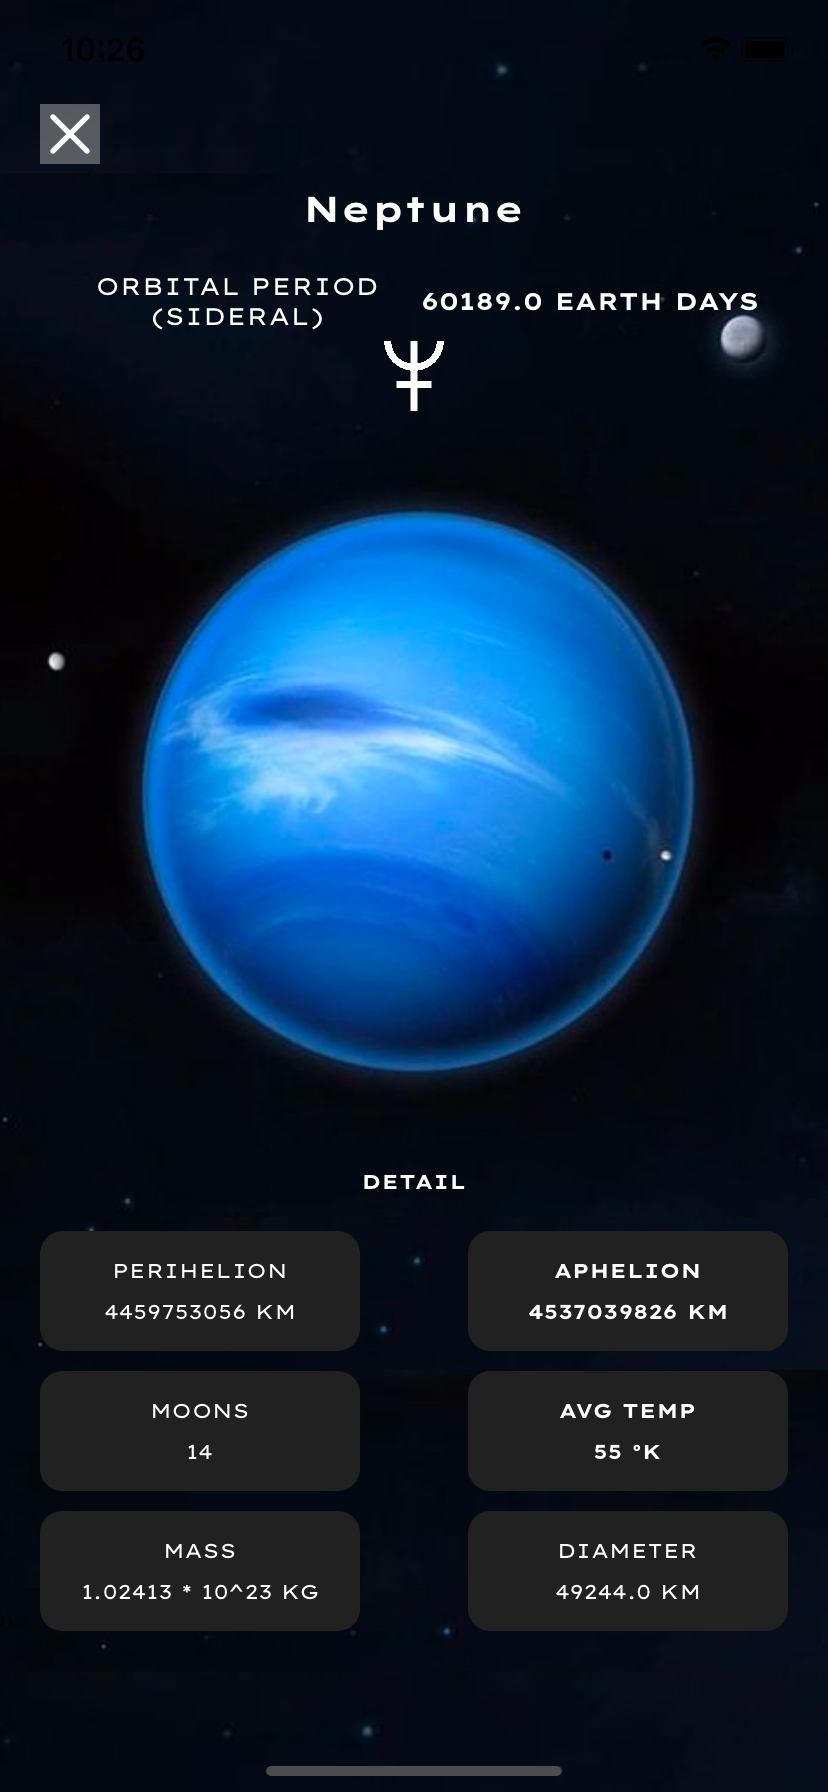 10:26
Neptune
ORBITAL PERIOD
(SIDERAL)
60189.0 EARTH DAYS
DETAIL
PERIHELION
4459753056 KM
APHELION
4537039826 KM
MOONS
14
AVG TEMP
55 °K
MASS
1.02413 * 10^23 KG
DIAMETER
49244.0 KM